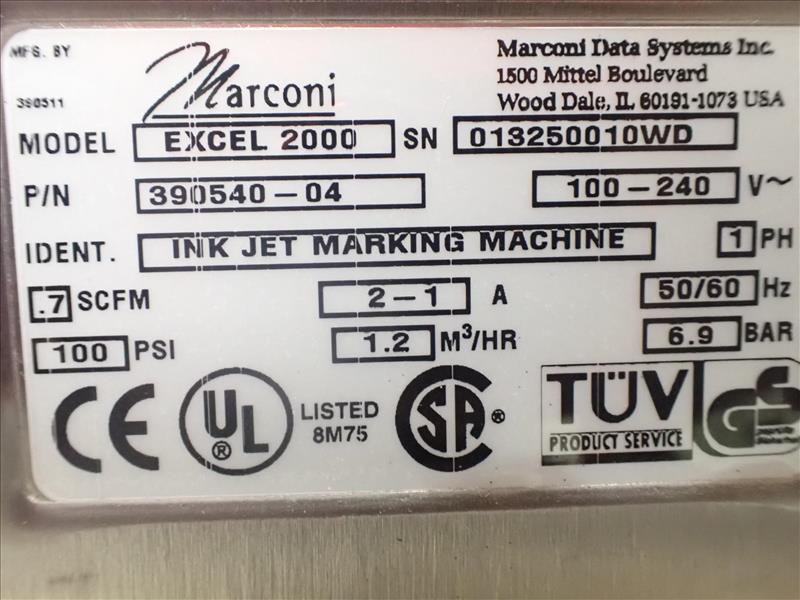 MFG. BY
Marconi
Marconi Data Systems Inc.
1500 Mittel Boulevard
Wood Dale, IL 60191-1073 USA
380511
MODEL EXCEL 2000 SN 013250010WD
P/N 390540-04 100-240 V~
IDENT. INK JET MARKING MACHINE 1 PH
.7 SCFM 2-1 A 50/60 Hz
100 PSI 1.2 M³/HR 6.9 BAR
CE UL ® LISTED 8M75 SA ® TÜV PRODUCT SERVICE GS